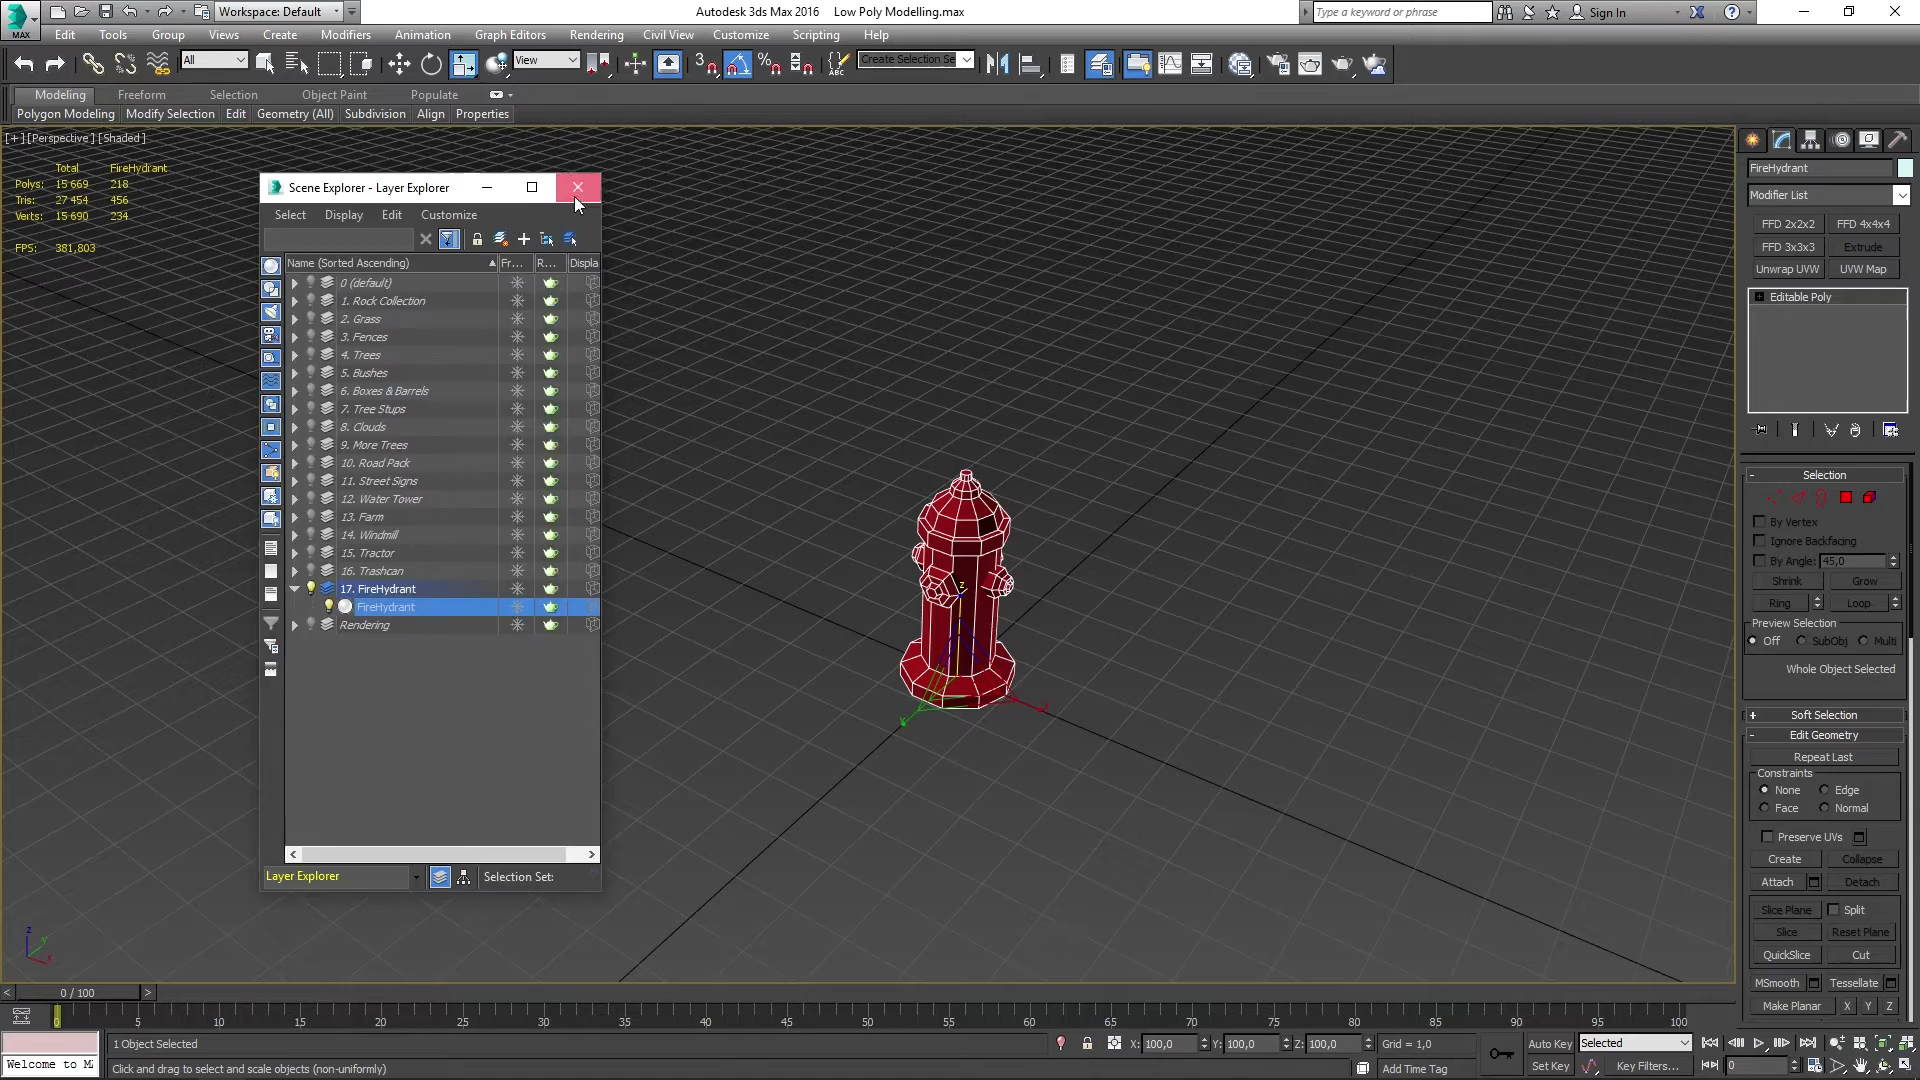 MAX
Workspace: Default
Autodesk 3ds Max 2016 Low Poly Modelling.max
Type a keyword or phrase
Sign In
Edit Tools Group Views Create Modifiers Animation Graph Editors Rendering Civil View Customize Scripting Help
All
View
3
ABC
Create Selection Se
Modeling Freeform Selection Object Paint Populate
Polygon Modeling Modify Selection Edit Geometry (All) Subdivision Align Properties
[+] [Perspective] [Shaded]
Total FireHydrant
Polys: 15 669 218
Tris: 27 454 456
Verts: 15 690 234
FPS: 381,803
Scene Explorer - Layer Explorer
Select Display Edit Customize
Name (Sorted Ascending) Fr... R... Displa
0 (default)
1. Rock Collection
2. Grass
3. Fences
4. Trees
5. Bushes
6. Boxes & Barrels
7. Tree Stups
8. Clouds
9. More Trees
10. Road Pack
11. Street Signs
12. Water Tower
13. Farm
14. Windmill
15. Tractor
16. Trashcan
17. FireHydrant
FireHydrant
Rendering
Layer Explorer
Selection Set:
z
z
y
x
FireHydrant
Modifier List
FFD 2x2x2 FFD 4x4x4
FFD 3x3x3 Extrude
Unwrap UVW UVW Map
Editable Poly
- Selection
By Vertex
Ignore Backfacing
By Angle: 45,0
Shrink Grow
Ring Loop
Preview Selection
Off SubObj Multi
Whole Object Selected
+ Soft Selection
- Edit Geometry
Repeat Last
Constraints
None Edge
Face Normal
Preserve UVs
Create Collapse
Attach Detach
Slice Plane Split
Slice Reset Plane
QuickSlice Cut
MSmooth Tessellate
Make Planar X Y Z
< 0 / 100 >
0 5 10 15 20 25 30 35 40 45 50 55 60 65 70 75 80 85 90 95 100
1 Object Selected
X: 100,0 Y: 100,0 Z: 100,0 Grid = 1,0
Auto Key Selected
Welcome to M
Click and drag to select and scale objects (non-uniformly)
Add Time Tag
Set Key Key Filters... 0